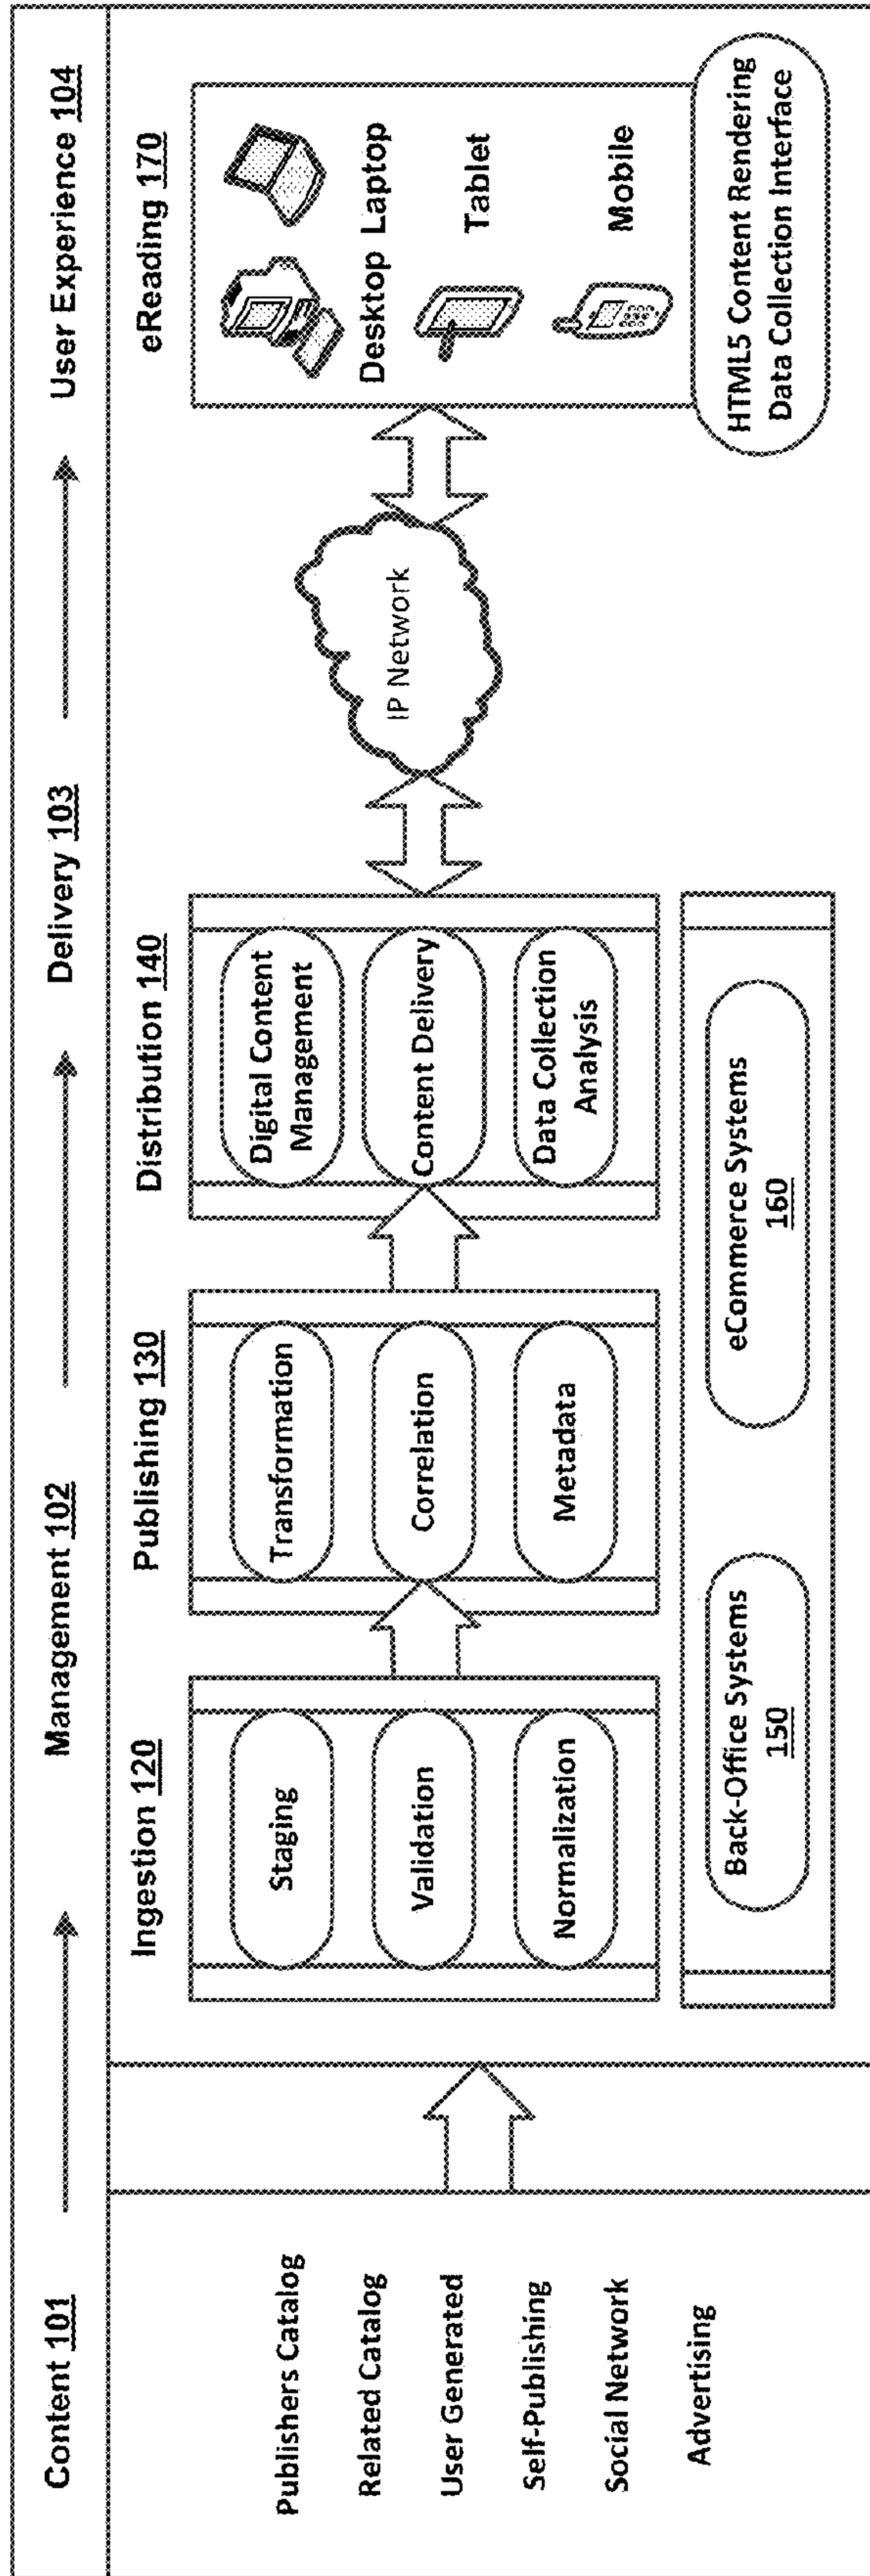 Content 101
Management 102
Delivery 103
User Experience 104
Publishers Catalog
Related Catalog
User Generated
Self-Publishing
Social Network
Advertising
Ingestion 120
Staging
Validation
Normalization
Publishing 130
Transformation
Correlation
Metadata
Distribution 140
Digital Content
Management
Content Delivery
Data Collection
Analysis
Back-Office Systems
150
eCommerce Systems
160
IP Network
eReading 170
Desktop Laptop
Tablet
Mobile
HTML5 Content Rendering
Data Collection Interface